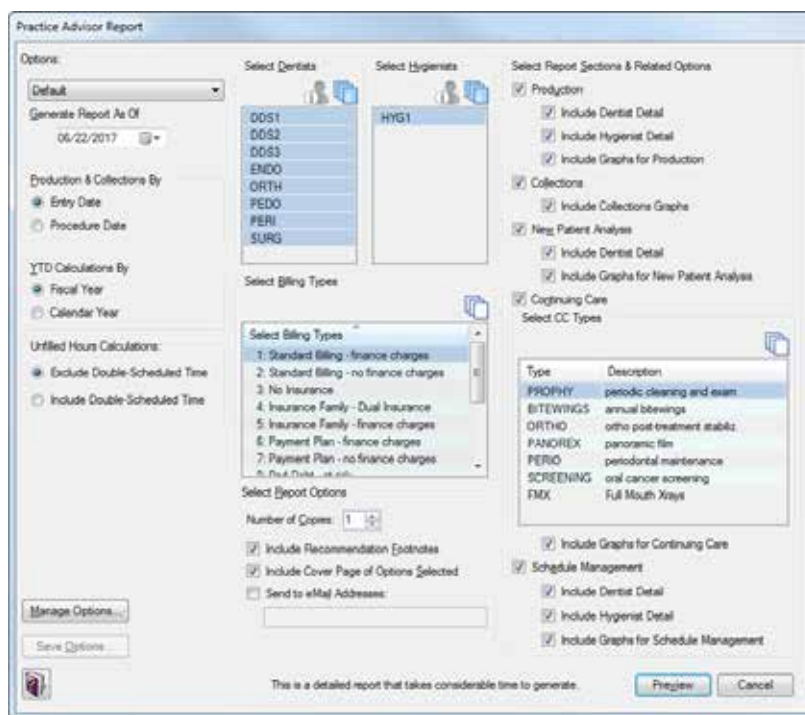 Practice Advisor Report
Options:
Default
Generate Report As Of
06/22/2017
Production & Collections By
Entry Date
Procedure Date
YTD Calculations By
Fiscal Year
Calendar Year
Unfilled Hours Calculations:
Exclude Double-Scheduled Time
Include Double-Scheduled Time
Manage Options...
Save Options...
Select Dentists
DDS1
DDS2
DDS3
ENDO
ORTH
PEDO
PERI
SURG
Select Hygienists
HYG1
Select Billing Types
Select Billing Types
1: Standard Billing - finance charges
2: Standard Billing - no finance charges
3: No Insurance
4: Insurance Family - Dual Insurance
5: Insurance Family - finance charges
6: Payment Plan - finance charges
7: Payment Plan - no finance charges
Select Report Options
Number of Copies: 1
Include Recommendation Footnotes
Include Cover Page of Options Selected
Send to eMail Addresses:
Select Report Sections & Related Options
Production
Include Dentist Detail
Include Hygienist Detail
Include Graphs for Production
Collections
Include Collections Graphs
New Patient Analysis
Include Dentist Detail
Include Graphs for New Patient Analysis
Continuing Care
Select CC Types
Type Description
PROPHY periodic cleaning and exam
BITEWINGS annual bitewings
ORTHO ortho post-treatment stabiliz
PANOREX panoramic film
PERIO periodontal maintenance
SCREENING oral cancer screening
FMX Full Mouth Xrays
Include Graphs for Continuing Care
Schedule Management
Include Dentist Detail
Include Hygienist Detail
Include Graphs for Schedule Management
This is a detailed report that takes considerable time to generate.
Preview
Cancel